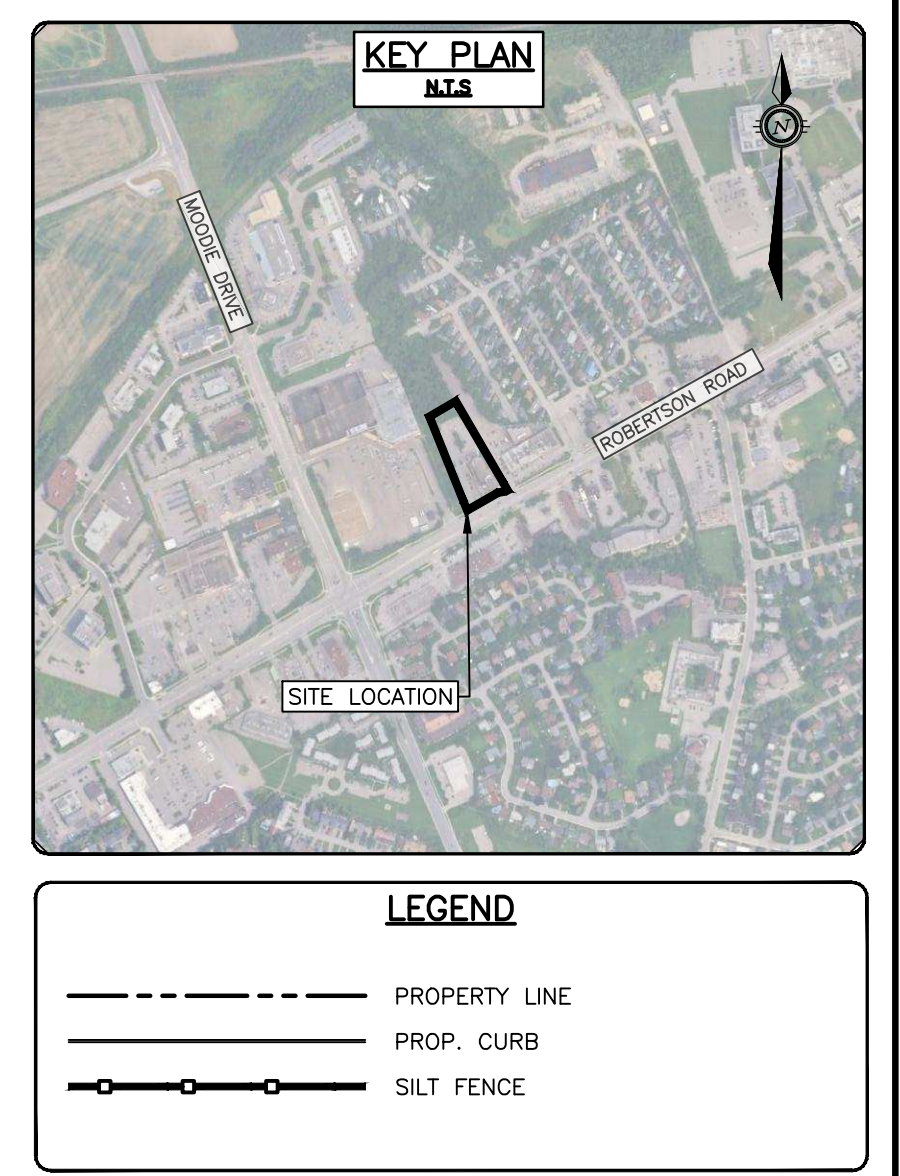 KEY PLAN
N.T.S
N
MOODIE DRIVE
ROBERTSON ROAD
SITE LOCATION
LEGEND
PROPERTY LINE
PROP. CURB
SILT FENCE